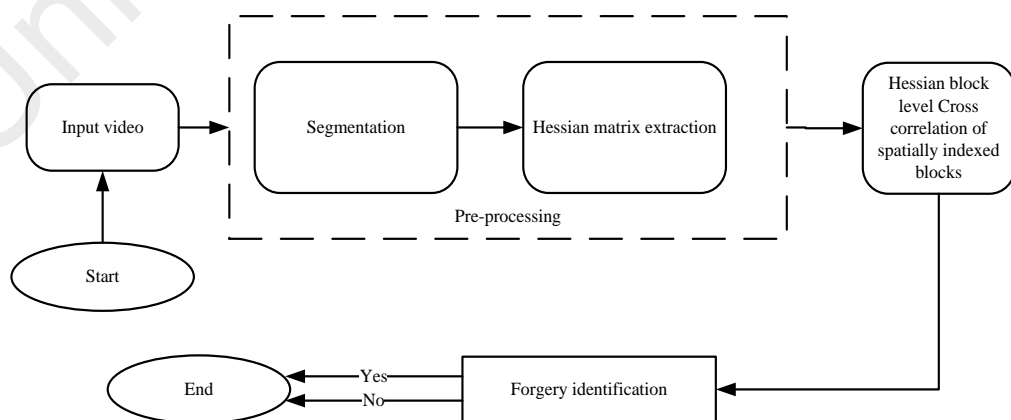 Input video
Segmentation
Hessian matrix extraction
Hessian block
level Cross
correlation of
spatially indexed
blocks
Pre-processing
Start
End
Yes
No
Forgery identification